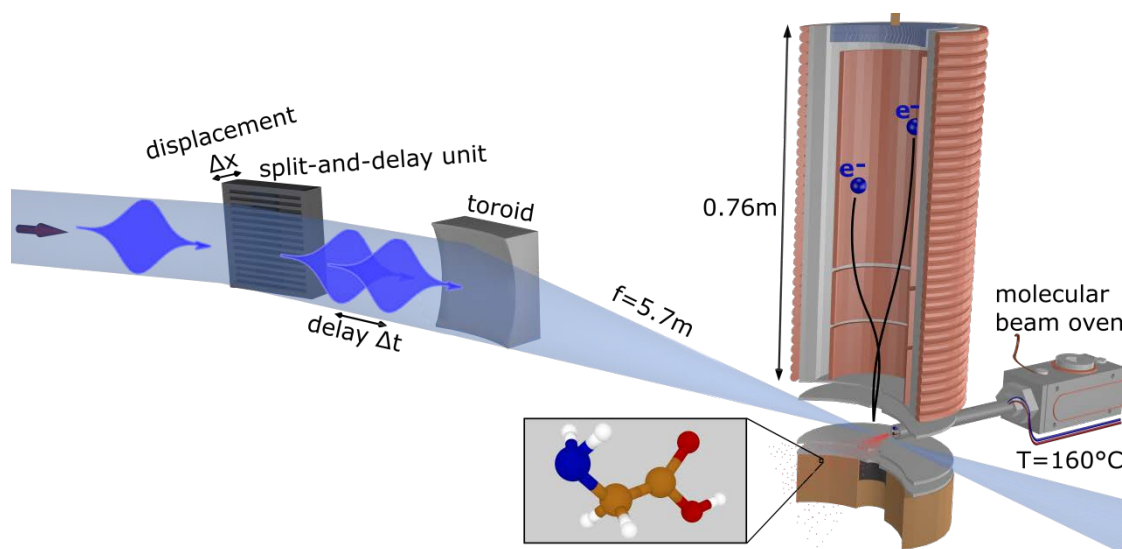 displacement
Δx
split-and-delay unit
toroid
delay Δt
f=5.7m
0.76m
e-
e-
molecular
beam oven
T=160°C